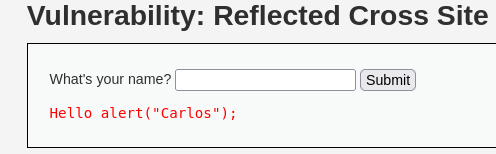 Vulnerability: Reflected Cross Site
What's your name? Submit
Hello alert("Carlos");